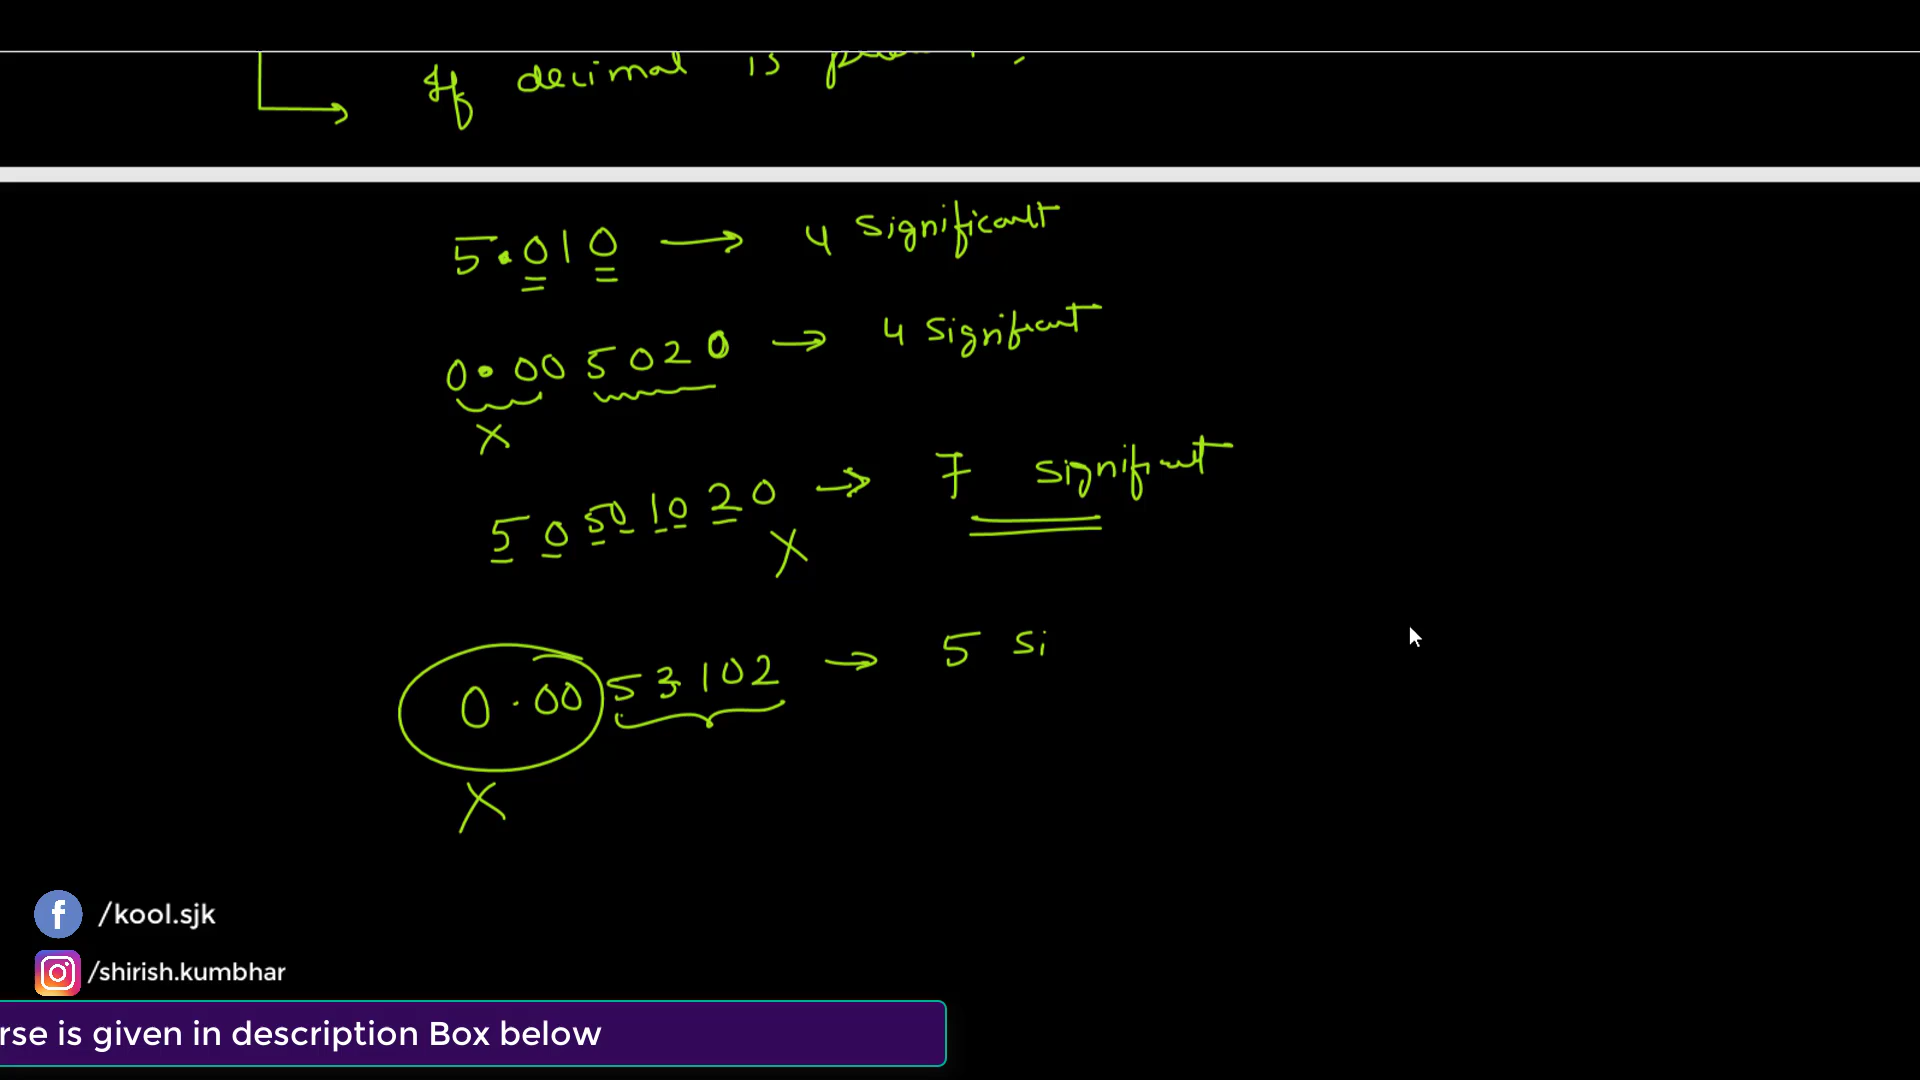 If decimal is
5.010 → 4 significant
0.005020 → 4 significant
X
50501020 → 7 significant
X
0.0053102 → 5 Si
X
/kool.sjk
/shirish.kumbhar
rse is given in description Box below